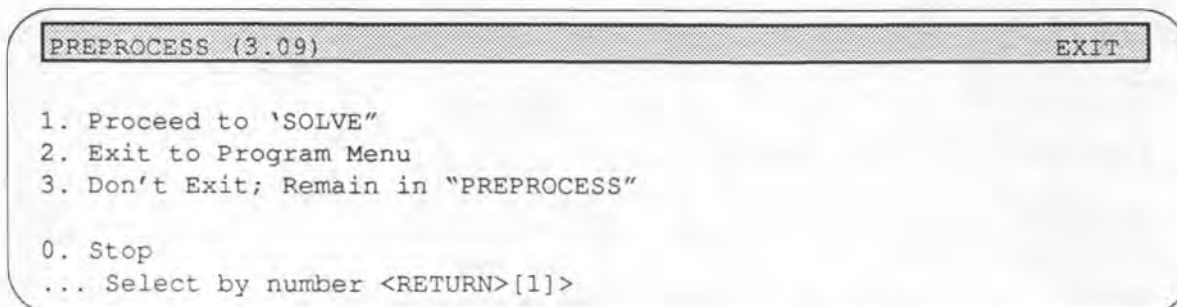 PREPROCESS (3.09) EXIT
1. Proceed to ‘SOLVE”
2. Exit to Program Menu
3. Don't Exit; Remain in “PREPROCESS”
0. Stop
... Select by number <RETURN>[1]>